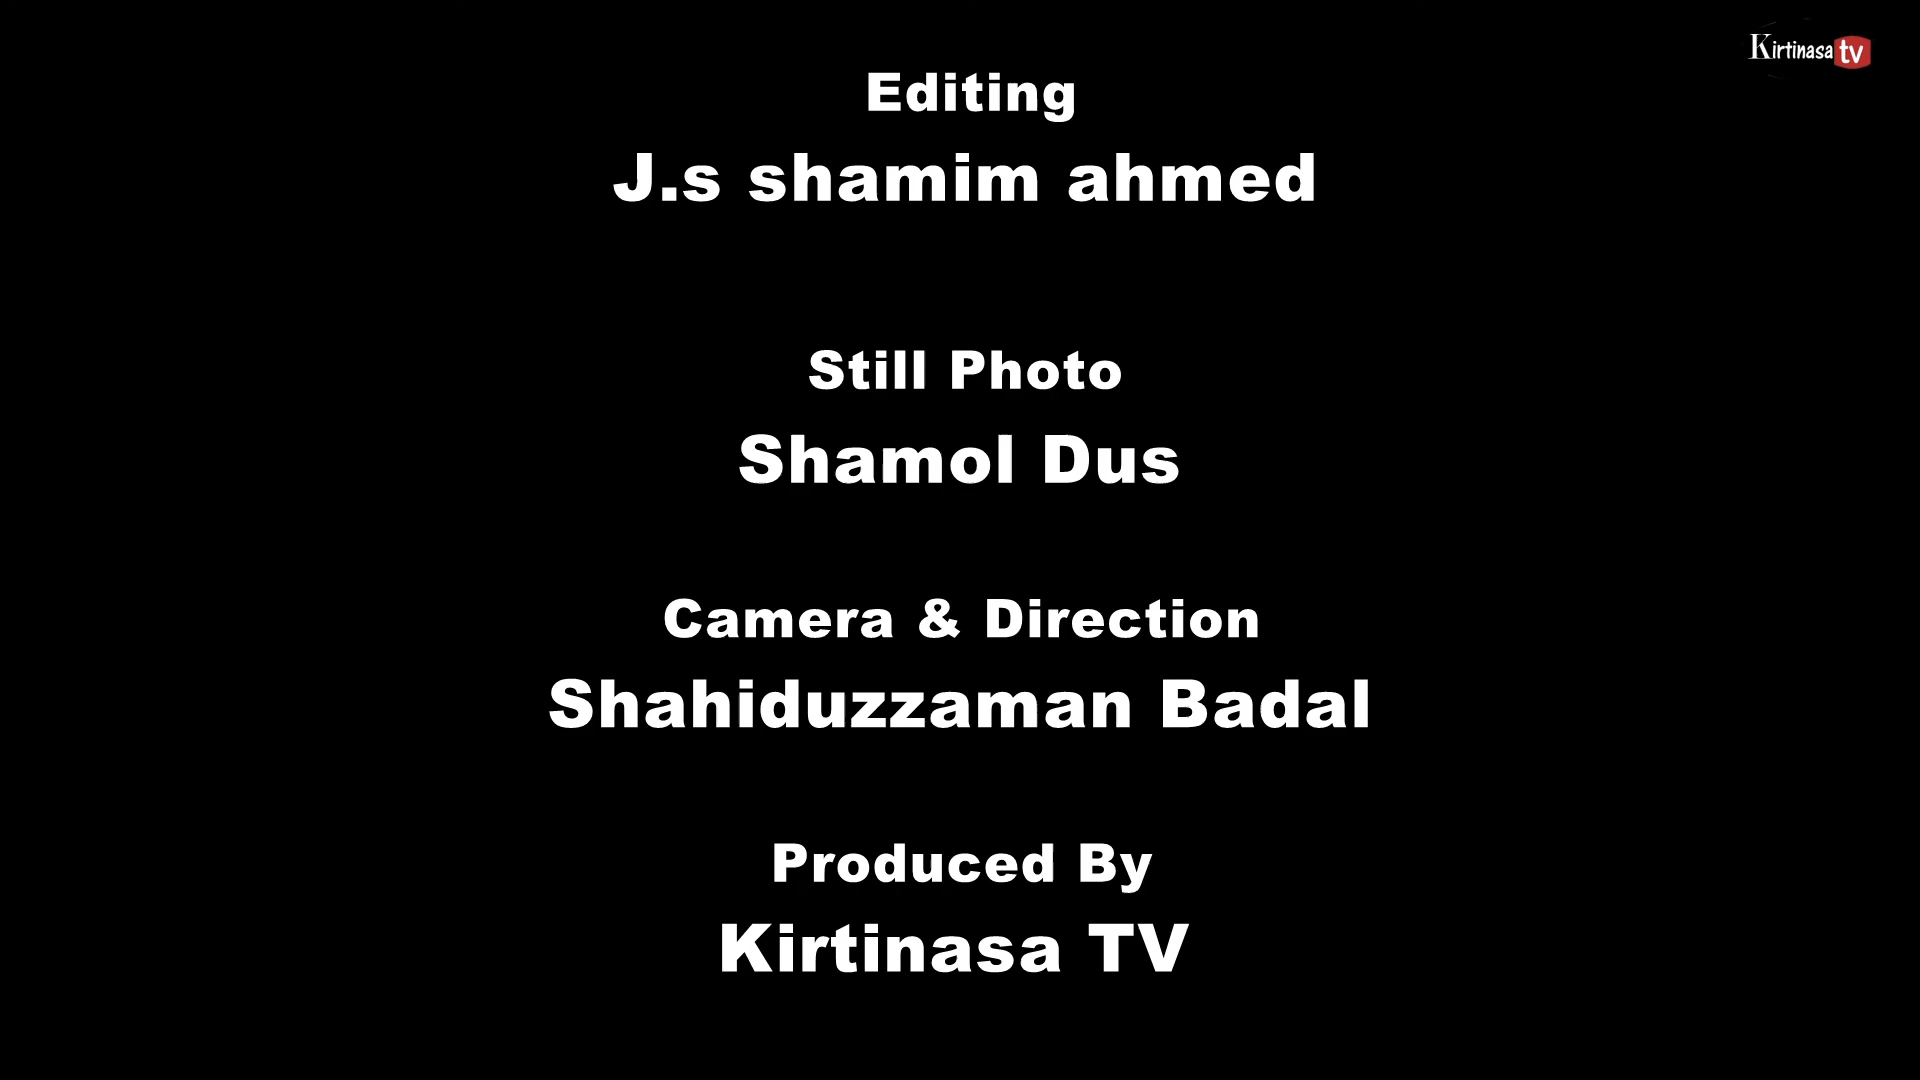 Kirtinasa tv
Editing
J.s shamim ahmed
Still Photo
Shamol Dus
Camera & Direction
Shahiduzzaman Badal
Produced By
Kirtinasa TV